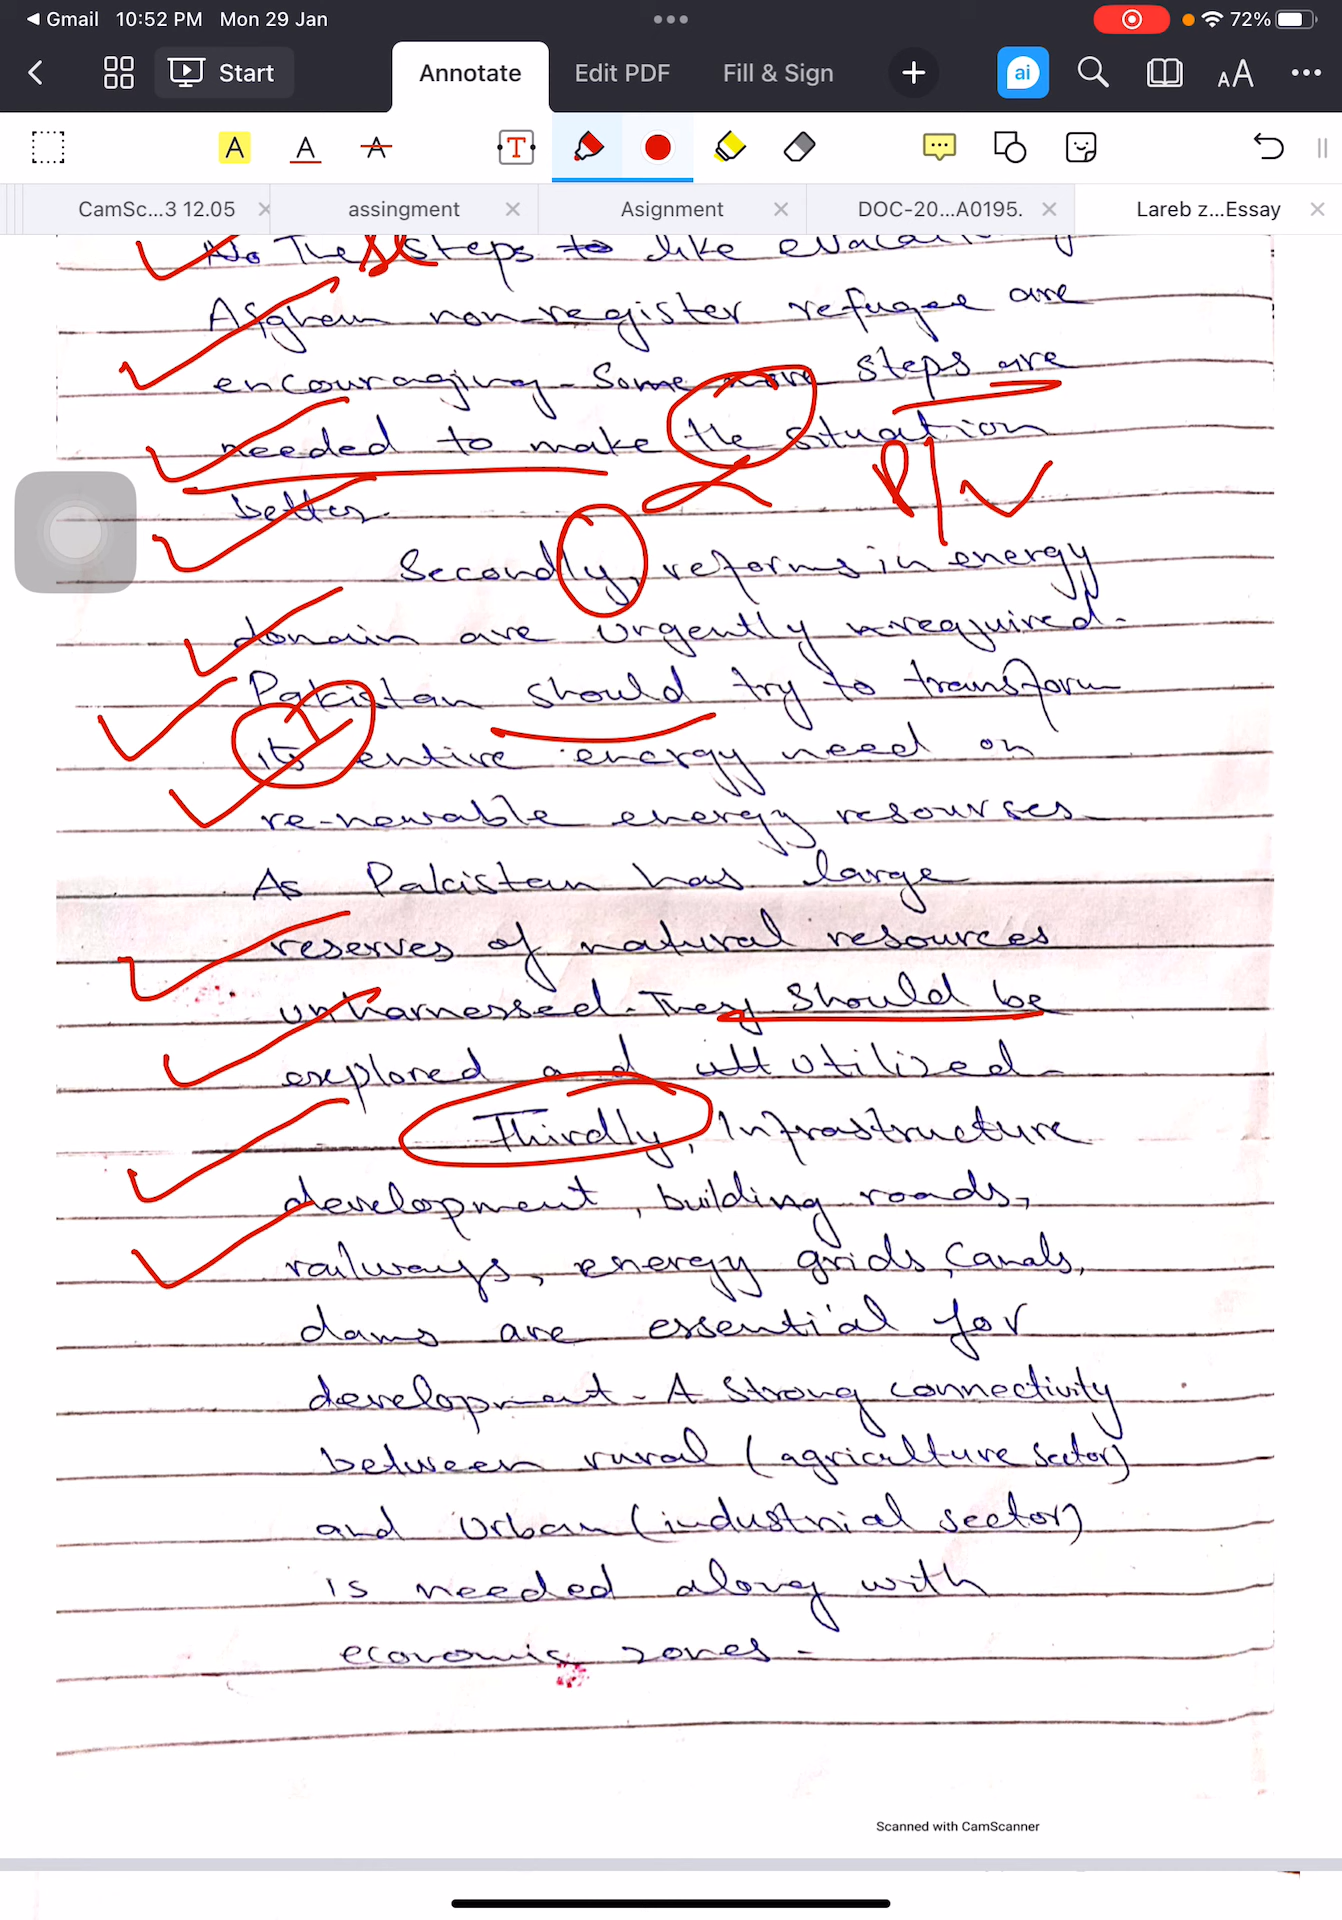 Gmail 10:52 PM Mon 29 Jan 72%
Start Annotate Edit PDF Fill & Sign ai AA
A A A T
CamSc...3 12.05 assingment Asignment DOC-20...A0195. Lareb z...Essay
The steps to like
Afghan non-register refugee are
encouraging - Some more steps are
needed to make the situation
better
P/V
Secondly, reforms in energy
domain are urgently required.
Pakistan should try to transform
its entire energy need on
re-newable energy resourses
As Pakistan has large
reserves of natural resources
unharnessed. They should be
explored and utilized.
Thirdly, Infrastructure
development, building roads,
railways, energy grids, Canals,
dams are essential for
development - A strong connectivity
between rural (agriculture sector)
and Urban (industrial sector)
is needed along with
economic zones -
Scanned with CamScanner